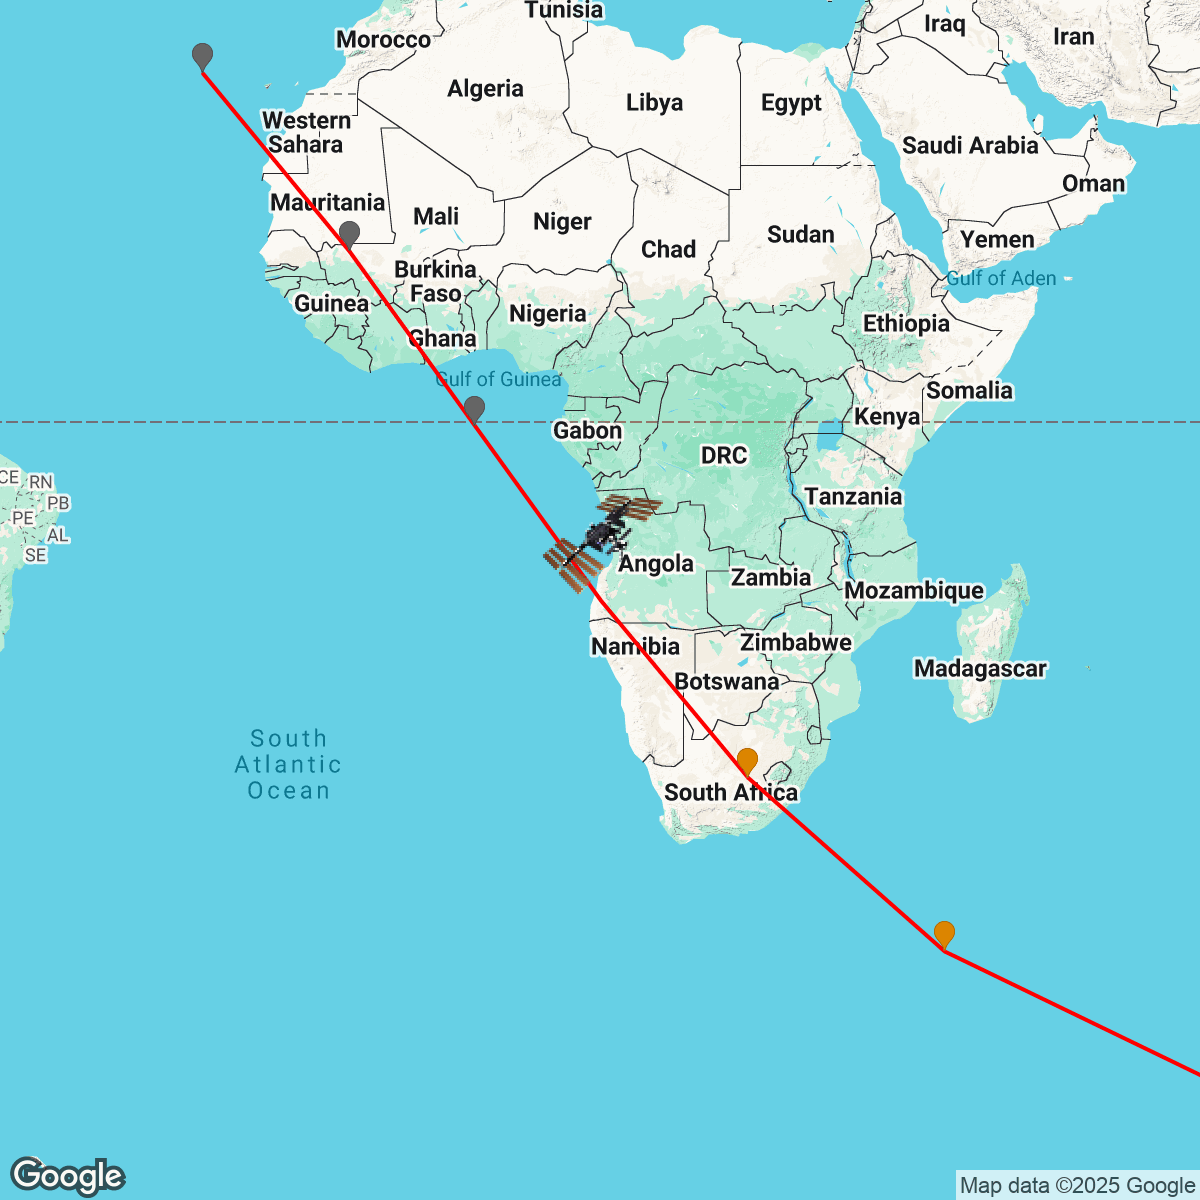 Tunisia
Morocco
Iraq
Iran
Algeria
Libya
Egypt
Western
Sahara
Saudi Arabia
Oman
Mauritania
Mali
Niger
Chad
Sudan
Yemen
Gulf of Aden
Burkina
Faso
Guinea
Nigeria
Ethiopia
Ghana
Gulf of Guinea
Somalia
Kenya
Gabon
DRC
CE
RN
PB
PE
AL
SE
Tanzania
Angola
Zambia
Mozambique
Namibia
Zimbabwe
Madagascar
Botswana
South
Atlantic
Ocean
South Africa
Google
Map data ©2025 Google